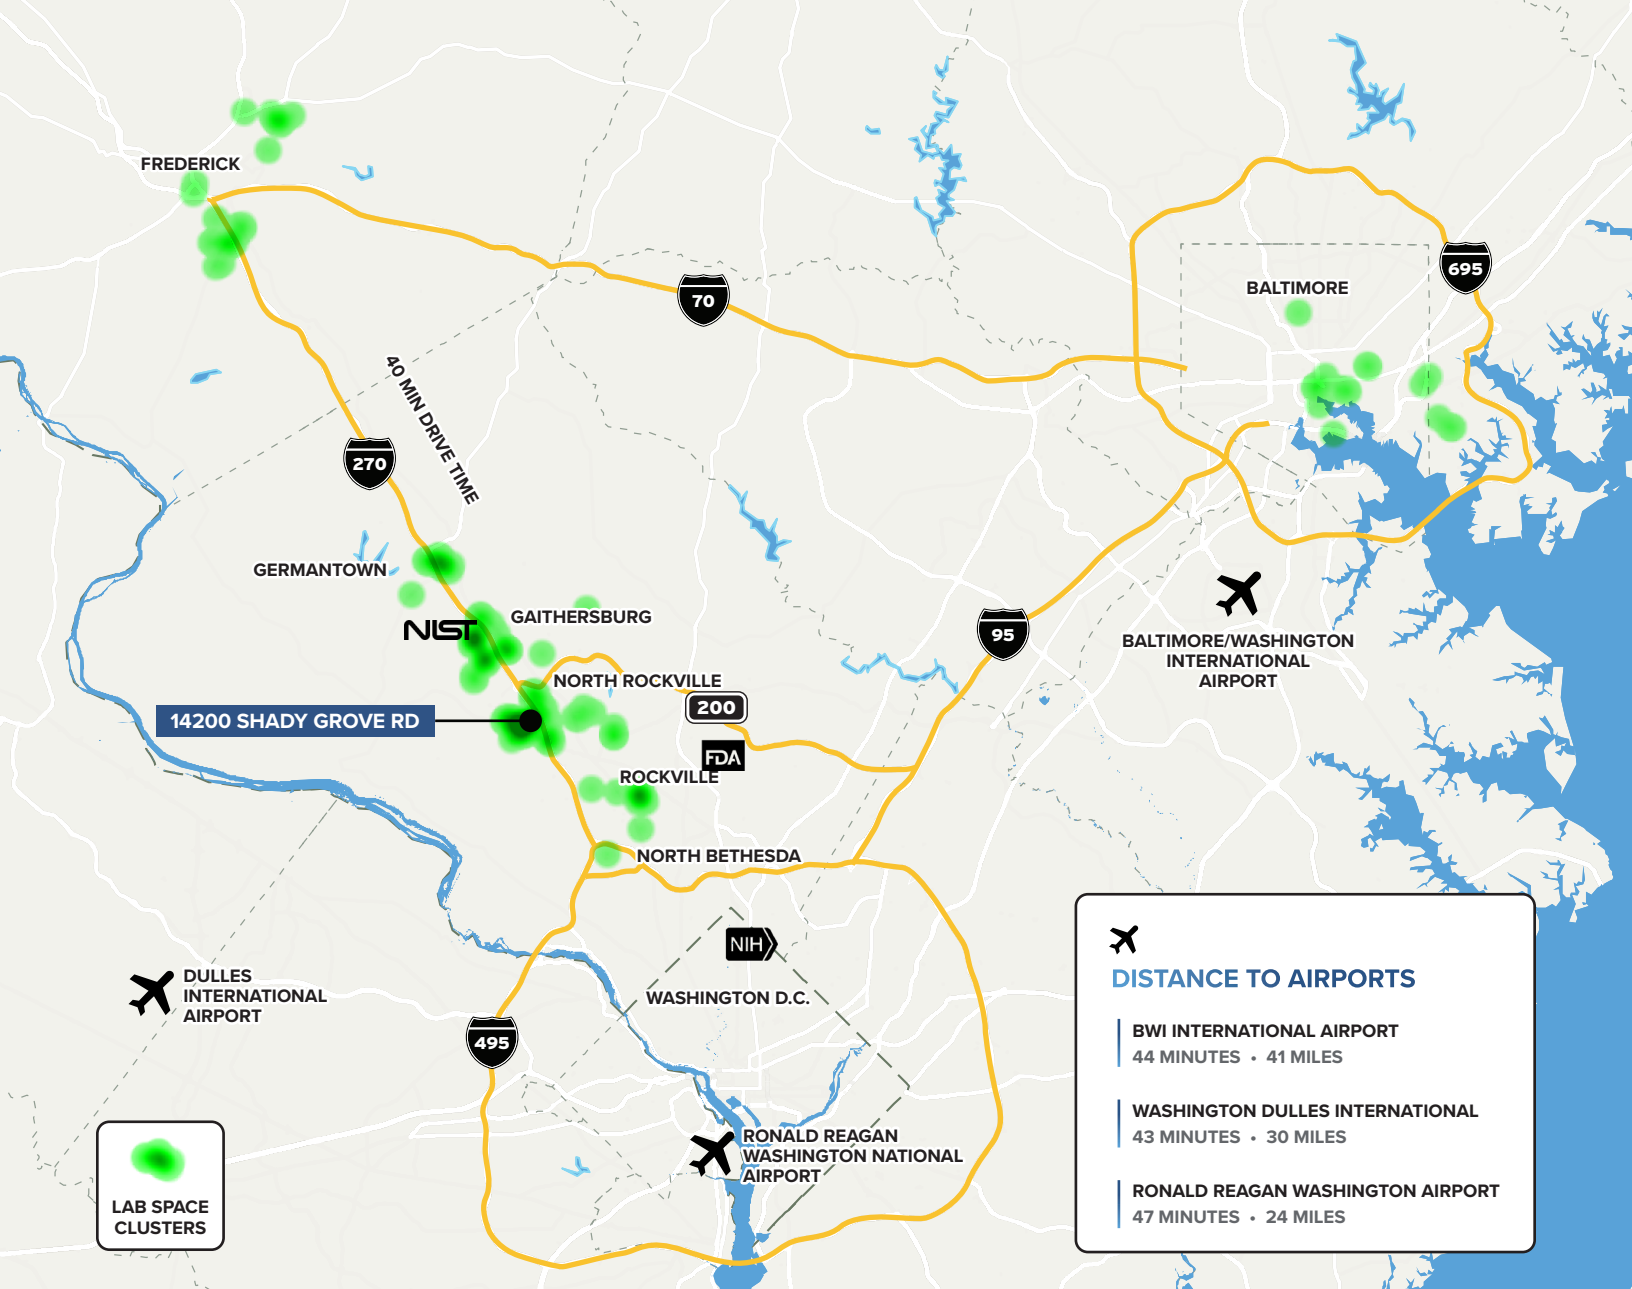 FREDERICK
695
BALTIMORE
70
40 MIN DRIVE TIME
270
GERMANTOWN
GAITHERSBURG
NIST
95
BALTIMORE/WASHINGTON
INTERNATIONAL
AIRPORT
NORTH ROCKVILLE
200
14200 SHADY GROVE RD
FDA
ROCKVILLE
NORTH BETHESDA
NIH
WASHINGTON D.C.
DULLES
INTERNATIONAL
AIRPORT
495
RONALD REAGAN
WASHINGTON NATIONAL
AIRPORT
LAB SPACE
CLUSTERS
DISTANCE TO AIRPORTS
BWI INTERNATIONAL AIRPORT
44 MINUTES • 41 MILES
WASHINGTON DULLES INTERNATIONAL
43 MINUTES • 30 MILES
RONALD REAGAN WASHINGTON AIRPORT
47 MINUTES • 24 MILES